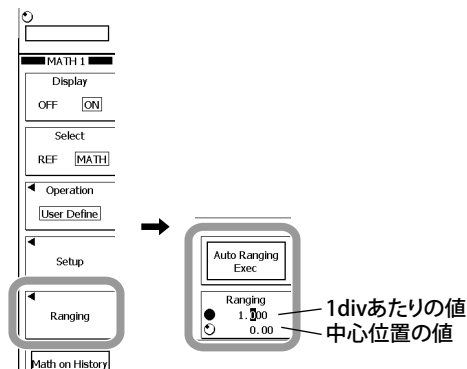 MATH 1
Display
OFF ON
Select
REF MATH
Operation
User Define
Setup
Ranging
Math on History
Auto Ranging
Exec
Ranging
1.000
0.00
1divあたりの値
中心位置の値